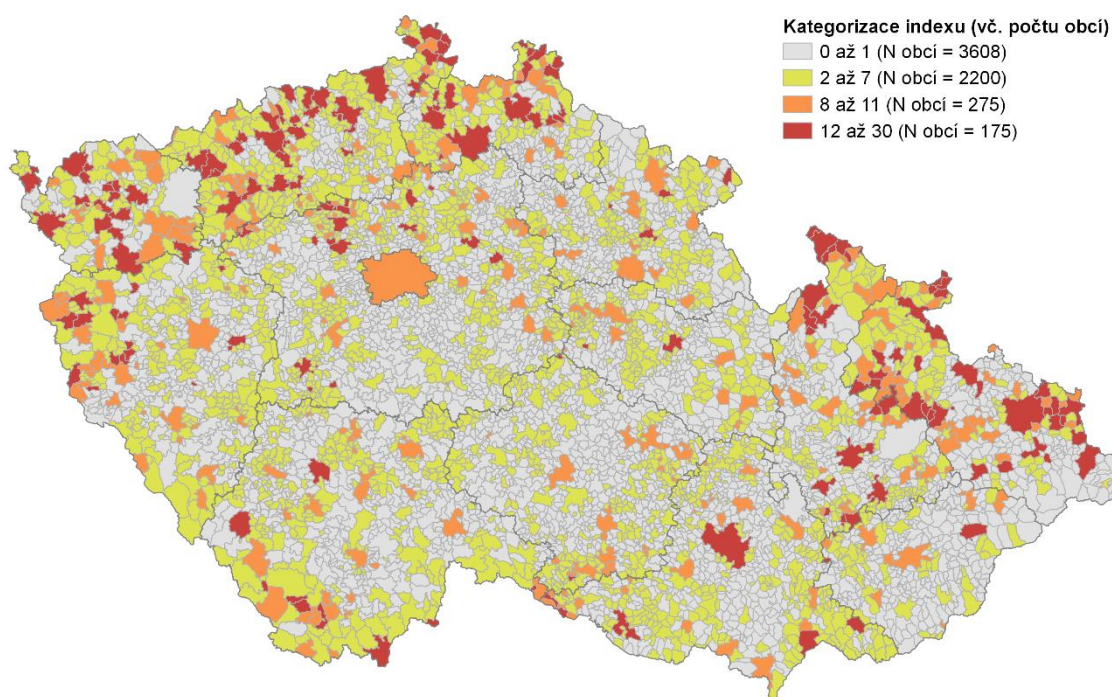 Kategorizace indexu (vč. počtu obcí)
0 až 1 (N obcí = 3608)
2 až 7 (N obcí = 2200)
8 až 11 (N obcí = 275)
12 až 30 (N obcí = 175)